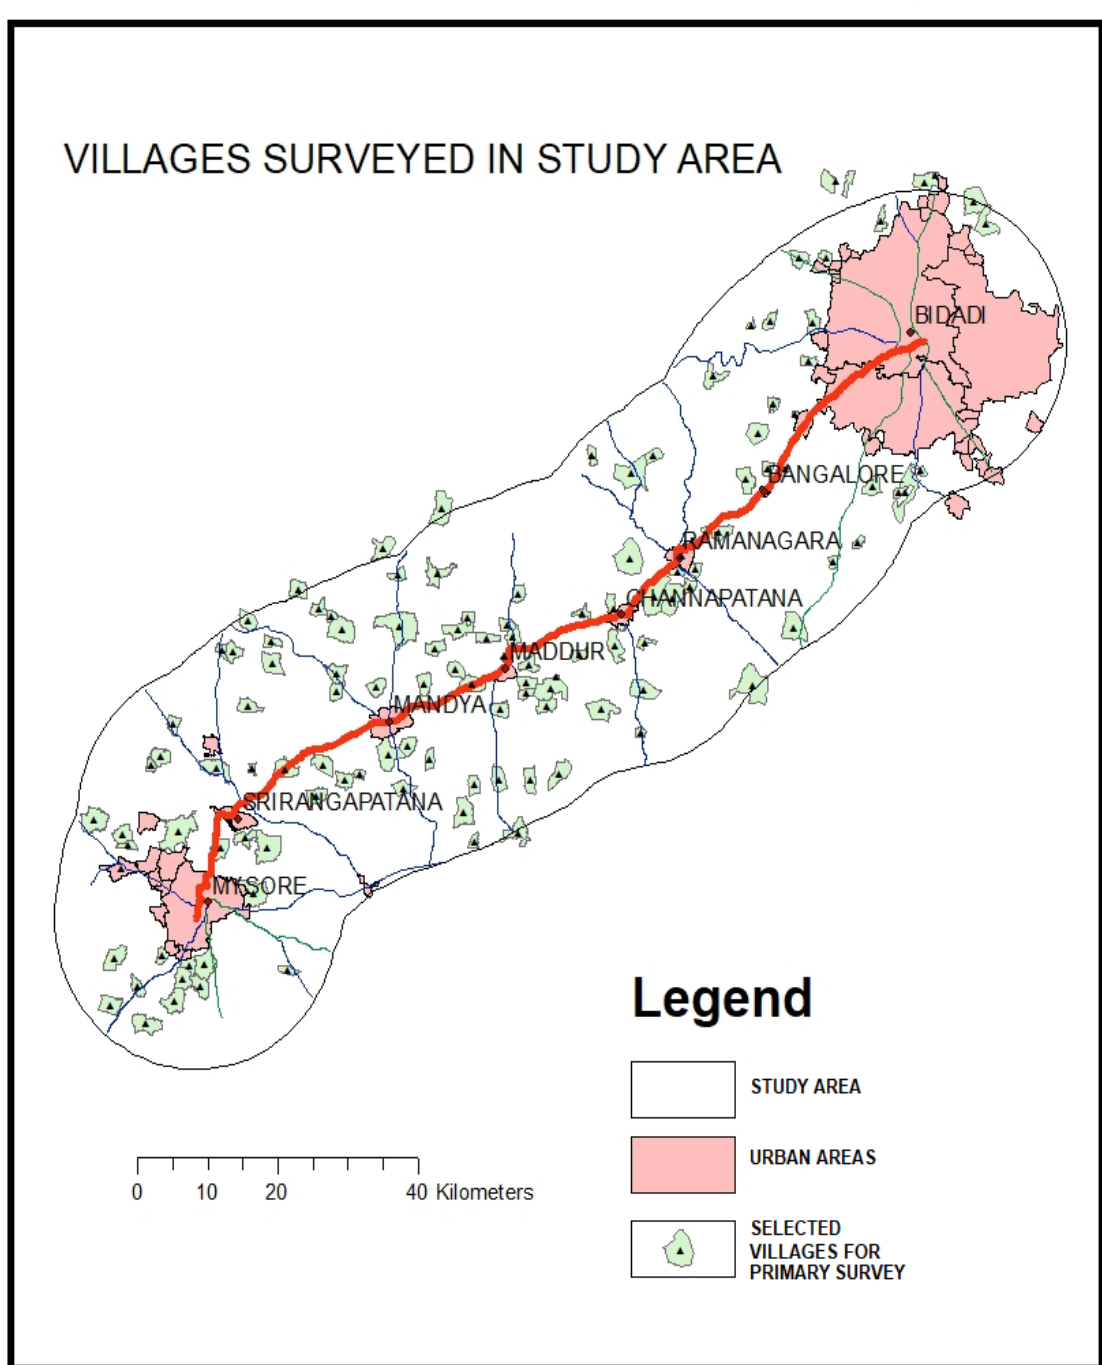 VILLAGES SURVEYED IN STUDY AREA
BIDADI
BANGALORE
RAMANAGARA
CHANNAPATANA
MADDUR
MANDYA
SRIRANGAPATANA
MYSORE
Legend
STUDY AREA
URBAN AREAS
SELECTED
VILLAGES FOR
PRIMARY SURVEY
0 10 20 40 Kilometers